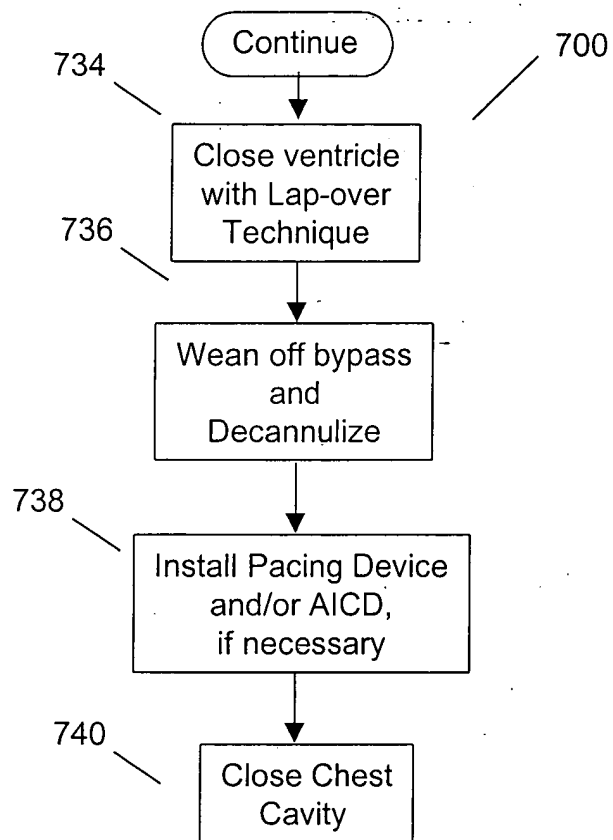 Continue
734
700
Close ventricle
with Lap-over
Technique
736
Wean off bypass
and
Decannulize
738
Install Pacing Device
and/or AICD,
if necessary
740
Close Chest
Cavity